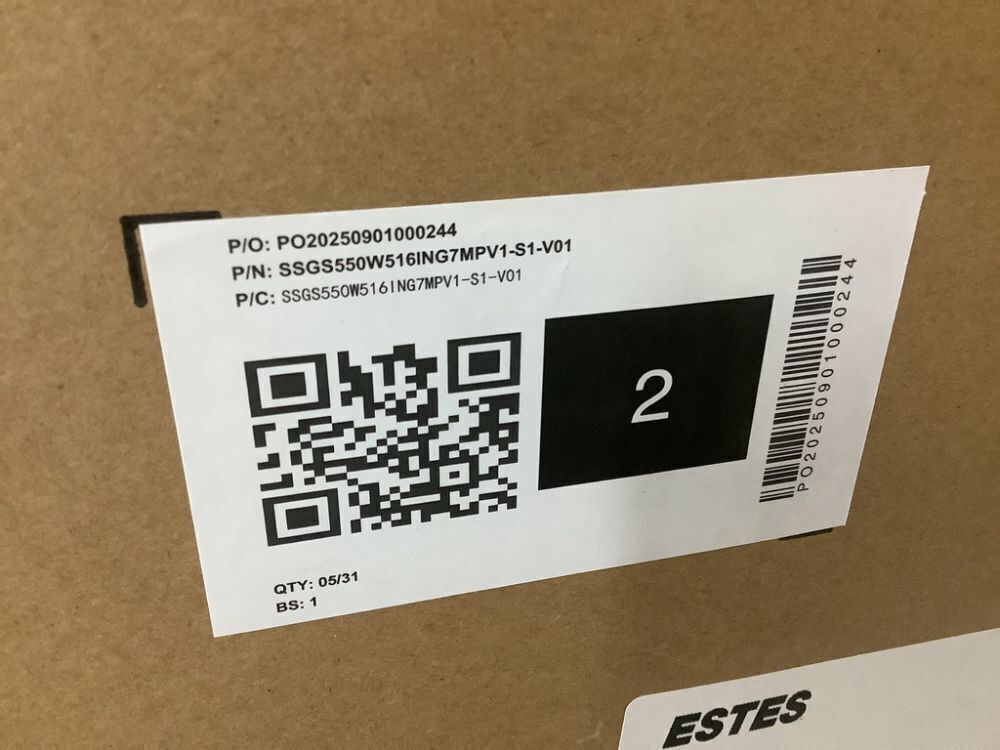 P/O: PO20250901000244
P/N: SSGS550W516ING7MPV1-S1-V01
P/C: SSGS550W516ING7MPV1-S1-V01
2
PO20250901000244
QTY: 05/31
BS: 1
ESTES